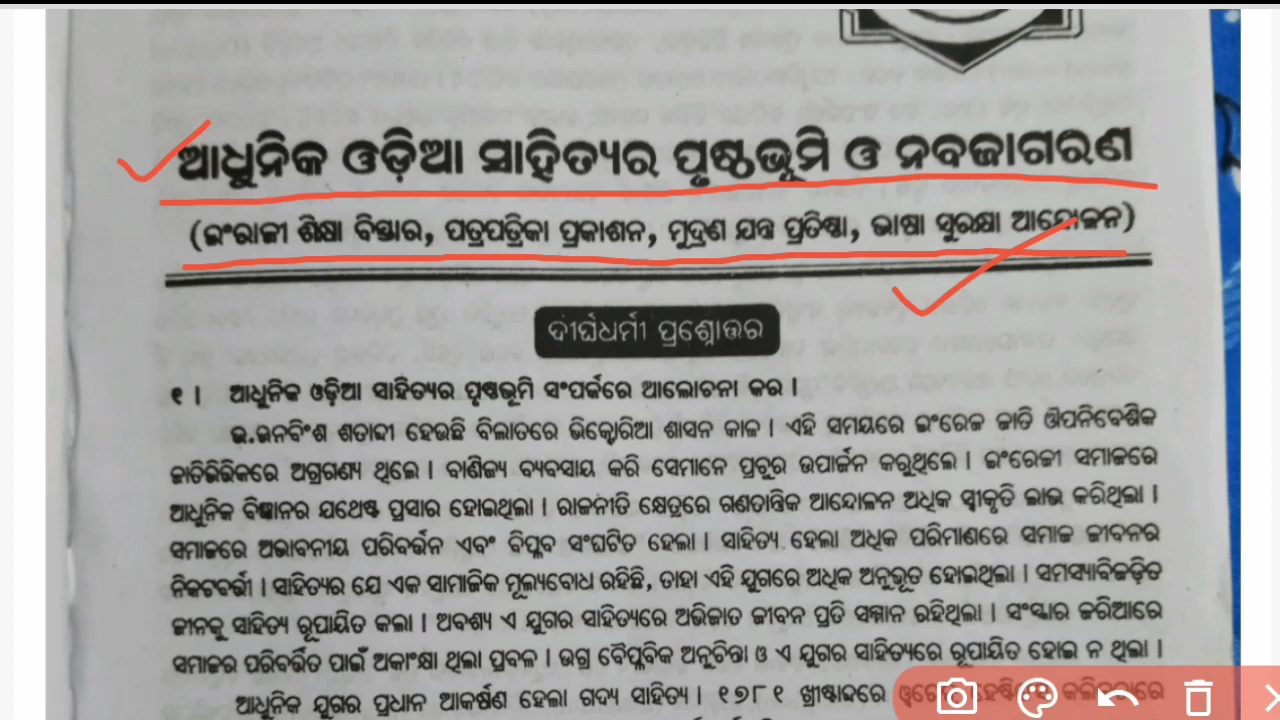 ଆଧୁନିକ ଓଡ଼ିଆ ସାହିତ୍ୟର ପୃଷ୍ଠଭୂମି ଓ ନବଜାଗରଣ
(ଇଂରାଜୀ ଶିକ୍ଷା ବିସ୍ତାର, ପତ୍ରପତ୍ରିକା ପ୍ରକାଶନ, ମୁଦ୍ରଣ ଯନ୍ତ୍ର ପ୍ରତିଷ୍ଠା, ଭାଷା ସୁରକ୍ଷା ଆନ୍ଦୋଳନ)
ଦୀର୍ଘଧର୍ମୀ ପ୍ରଶ୍ନୋତ୍ତର
୧ । ଆଧୁନିକ ଓଡ଼ିଆ ସାହିତ୍ୟର ପୃଷ୍ଠଭୂମି ସଂପର୍କରେ ଆଲୋଚନା କର ।
ଉ.ଉନବିଂଶ ଶତାବ୍ଦୀ ହେଉଛି ବିଲାତରେ ଭିକ୍ଟୋରିଆ ଶାସନ କାଳ । ଏହି ସମୟରେ ଇଂରେଜ ଜାତି ଔପନିବେଶିକ
ଜାତିଭିତ୍ତିକରେ ଅଗ୍ରଗଣ୍ୟ ଥିଲେ । ବାଣିଜ୍ୟ ବ୍ୟବସାୟ କରି ସେମାନେ ପ୍ରଚୁର ଉପାର୍ଜନ କରୁଥିଲେ । ଇଂରେଜୀ ସମାଜରେ
ଆଧୁନିକ ବିଜ୍ଞାନର ଯଥେଷ୍ଟ ପ୍ରସାର ହୋଇଥିଲା । ରାଜନୀତି କ୍ଷେତ୍ରରେ ଗଣତାନ୍ତ୍ରିକ ଆନ୍ଦୋଳନ ଅଧିକ ସ୍ୱୀକୃତି ଲାଭ କରିଥିଲା ।
ସମାଜରେ ଅଭାବନୀୟ ପରିବର୍ତ୍ତନ ଏବଂ ବିପ୍ଳବ ସଂଘଟିତ ହେଲା । ସାହିତ୍ୟ ହେଲା ଅଧିକ ପରିମାଣରେ ସମାଜ ଜୀବନର
ନିକଟବର୍ତ୍ତୀ । ସାହିତ୍ୟର ଯେ ଏକ ସାମାଜିକ ମୂଲ୍ୟବୋଧ ରହିଛି, ତାହା ଏହି ଯୁଗରେ ଅଧିକ ଅନୁଭୂତ ହୋଇଥିଲା । ସମସ୍ୟାବିଜଡ଼ିତ
ଜୀନକୁ ସାହିତ୍ୟ ରୂପାୟିତ କଲା । ଅବଶ୍ୟ ଏ ଯୁଗର ସାହିତ୍ୟରେ ଅଭିଜାତ ଜୀବନ ପ୍ରତି ସମ୍ମାନ ରହିଥିଲା । ସଂସ୍କାର ଜରିଆରେ
ସମାଜର ପରିବର୍ତ୍ତିତ ପାଇଁ ଅକାଂକ୍ଷା ଥିଲା ପ୍ରବଳ । ଉଗ୍ର ବୈପ୍ଳବିକ ଅନୁଚିନ୍ତା ଓ ଏ ଯୁଗର ସାହିତ୍ୟରେ ରୂପାୟିତ ହୋଇ ନ ଥିଲା ।
ଆଧୁନିକ ଯୁଗର ପ୍ରଧାନ ଆକର୍ଷଣ ହେଲା ଗଦ୍ୟ ସାହିତ୍ୟ । ୧୭୮୧ ଖ୍ରୀଷ୍ଟାବ୍ଦରେ